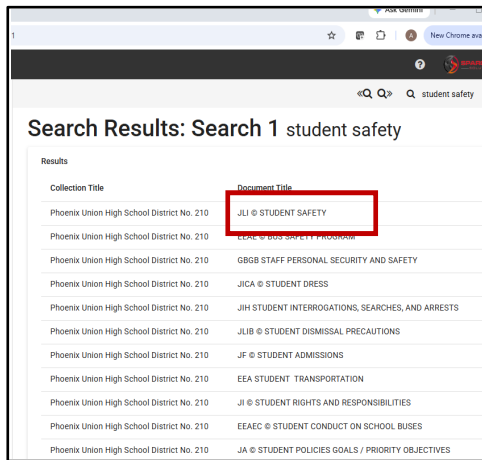 Ask Gemini
1
A
New Chrome ava
?
student safety
Search Results: Search 1 student safety
Results
Collection Title Document Title
Phoenix Union High School District No. 210 JLI © STUDENT SAFETY
Phoenix Union High School District No. 210 EEAE © BUS SAFETY PROGRAM
Phoenix Union High School District No. 210 GBGB STAFF PERSONAL SECURITY AND SAFETY
Phoenix Union High School District No. 210 JICA © STUDENT DRESS
Phoenix Union High School District No. 210 JIH STUDENT INTERROGATIONS, SEARCHES, AND ARRESTS
Phoenix Union High School District No. 210 JLIB © STUDENT DISMISSAL PRECAUTIONS
Phoenix Union High School District No. 210 JF © STUDENT ADMISSIONS
Phoenix Union High School District No. 210 EEA STUDENT TRANSPORTATION
Phoenix Union High School District No. 210 JI © STUDENT RIGHTS AND RESPONSIBILITIES
Phoenix Union High School District No. 210 EEAEC © STUDENT CONDUCT ON SCHOOL BUSES
Phoenix Union High School District No. 210 JA © STUDENT POLICIES GOALS / PRIORITY OBJECTIVES